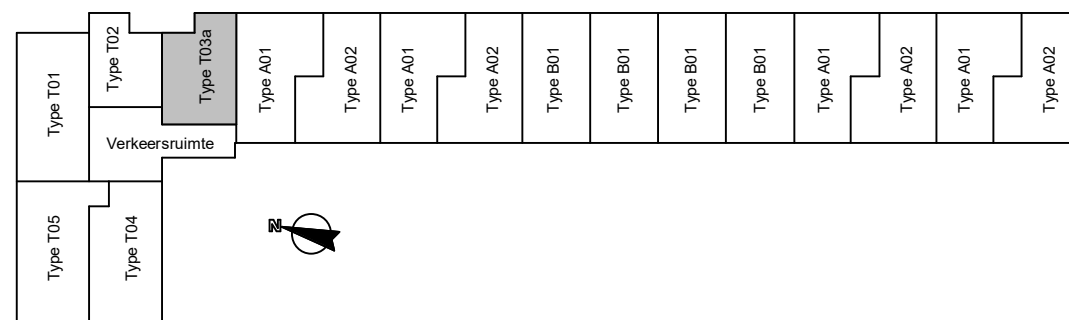 Type T01
Type T02
Type T03a
Type A01
Type A02
Type A01
Type A02
Type B01
Type B01
Type B01
Type B01
Type A01
Type A02
Type A01
Type A02
Verkeersruimte
Type T05
Type T04
N